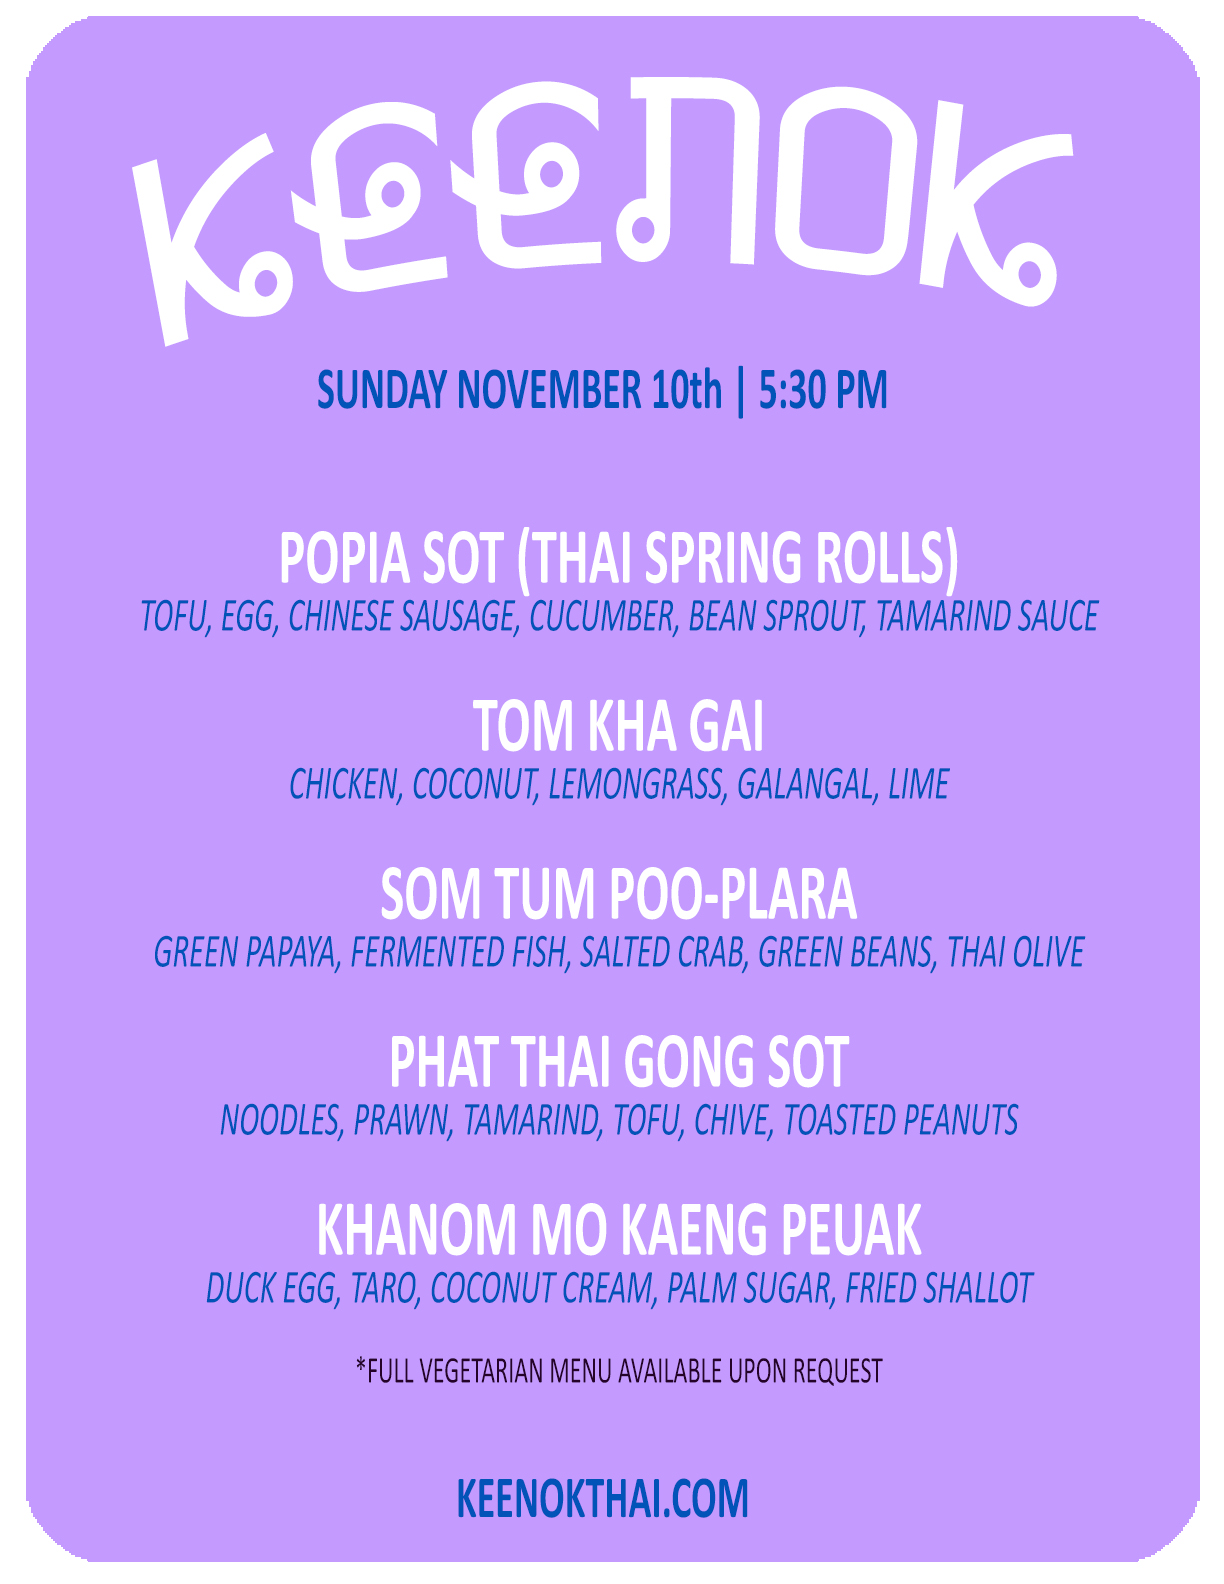 KEENOK
SUNDAY NOVEMBER 10th | 5:30 PM
POPIA SOT (THAI SPRING ROLLS)
TOFU, EGG, CHINESE SAUSAGE, CUCUMBER, BEAN SPROUT, TAMARIND SAUCE
TOM KHA GAI
CHICKEN, COCONUT, LEMONGRASS, GALANGAL, LIME
SOM TUM POO-PLARA
GREEN PAPAYA, FERMENTED FISH, SALTED CRAB, GREEN BEANS, THAI OLIVE
PHAT THAI GONG SOT
NOODLES, PRAWN, TAMARIND, TOFU, CHIVE, TOASTED PEANUTS
KHANOM MO KAENG PEUAK
DUCK EGG, TARO, COCONUT CREAM, PALM SUGAR, FRIED SHALLOT
*FULL VEGETARIAN MENU AVAILABLE UPON REQUEST
KEENOKTHAI.COM